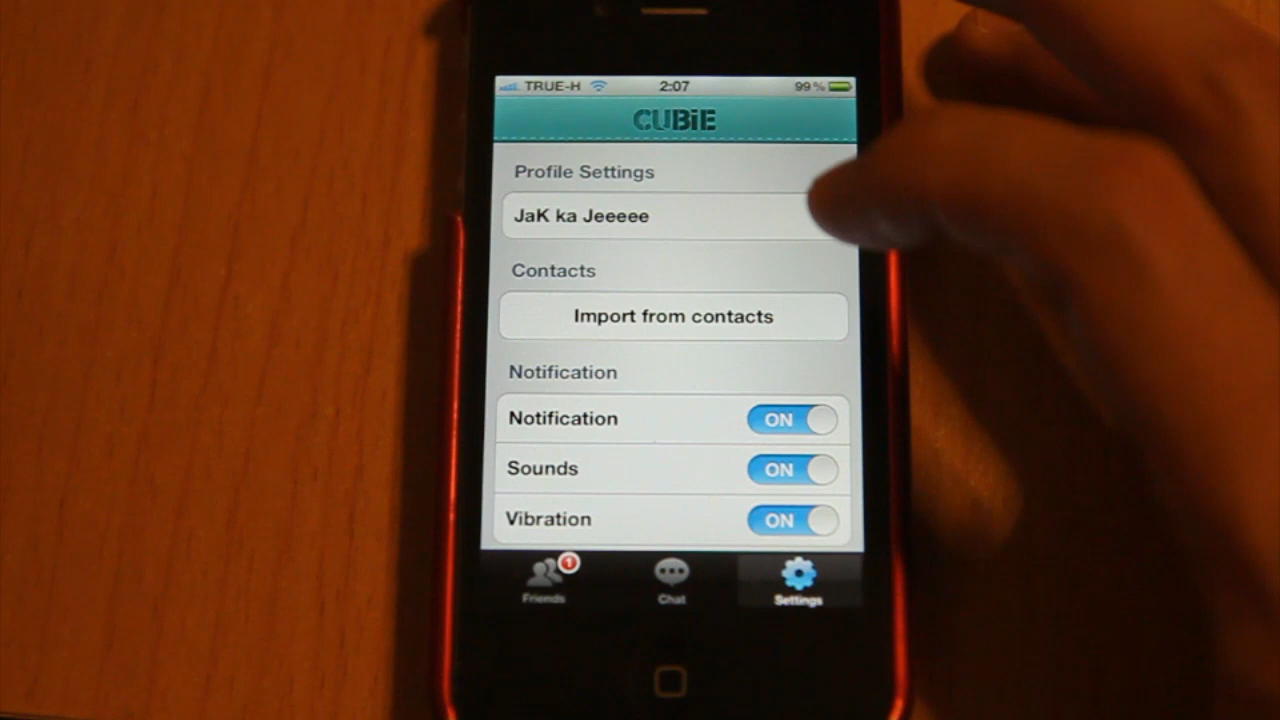 TRUE-H 2:07 99%
CUBiE
Profile Settings
JaK ka Jeeeee
Contacts
Import from contacts
Notification
Notification ON
Sounds ON
Vibration ON
1
Friends Chat Settings